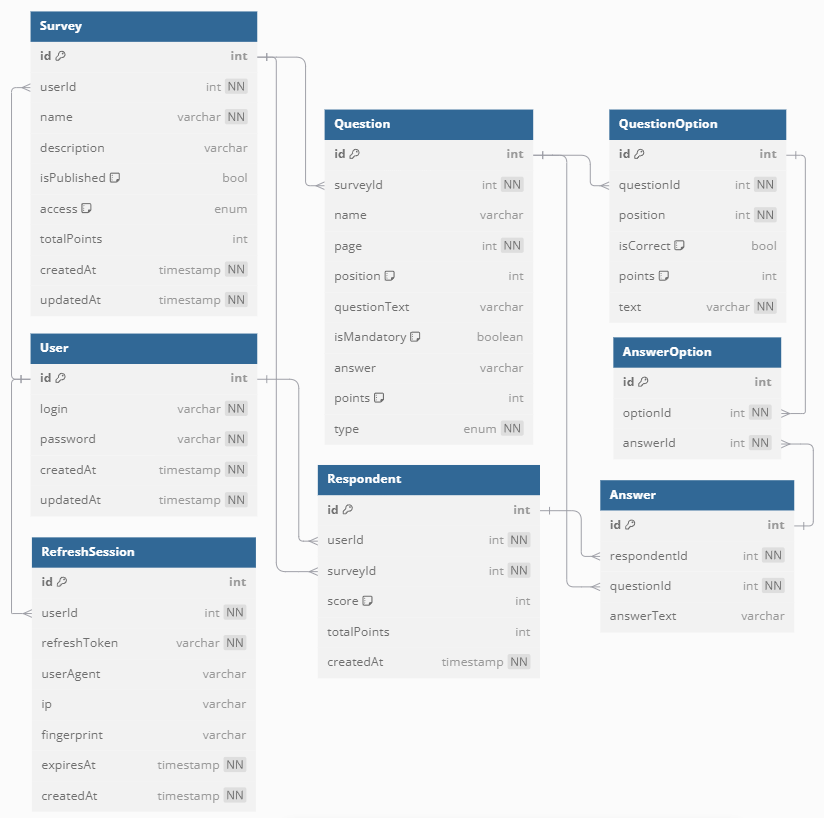 Survey
id int
userId int NN
name varchar NN
description varchar
isPublished bool
access enum
totalPoints int
createdAt timestamp NN
updatedAt timestamp NN
User
id int
login varchar NN
password varchar NN
createdAt timestamp NN
updatedAt timestamp NN
RefreshSession
id int
userId int NN
refreshToken varchar NN
userAgent varchar
ip varchar
fingerprint varchar
expiresAt timestamp NN
createdAt timestamp NN
Question
id int
surveyId int NN
name varchar
page int NN
position int
questionText varchar
isMandatory boolean
answer varchar
points int
type enum NN
Respondent
id int
userId int NN
surveyId int NN
score int
totalPoints int
createdAt timestamp NN
QuestionOption
id int
questionId int NN
position int NN
isCorrect bool
points int
text varchar NN
AnswerOption
id int
optionId int NN
answerId int NN
Answer
id int
respondentId int NN
questionId int NN
answerText varchar